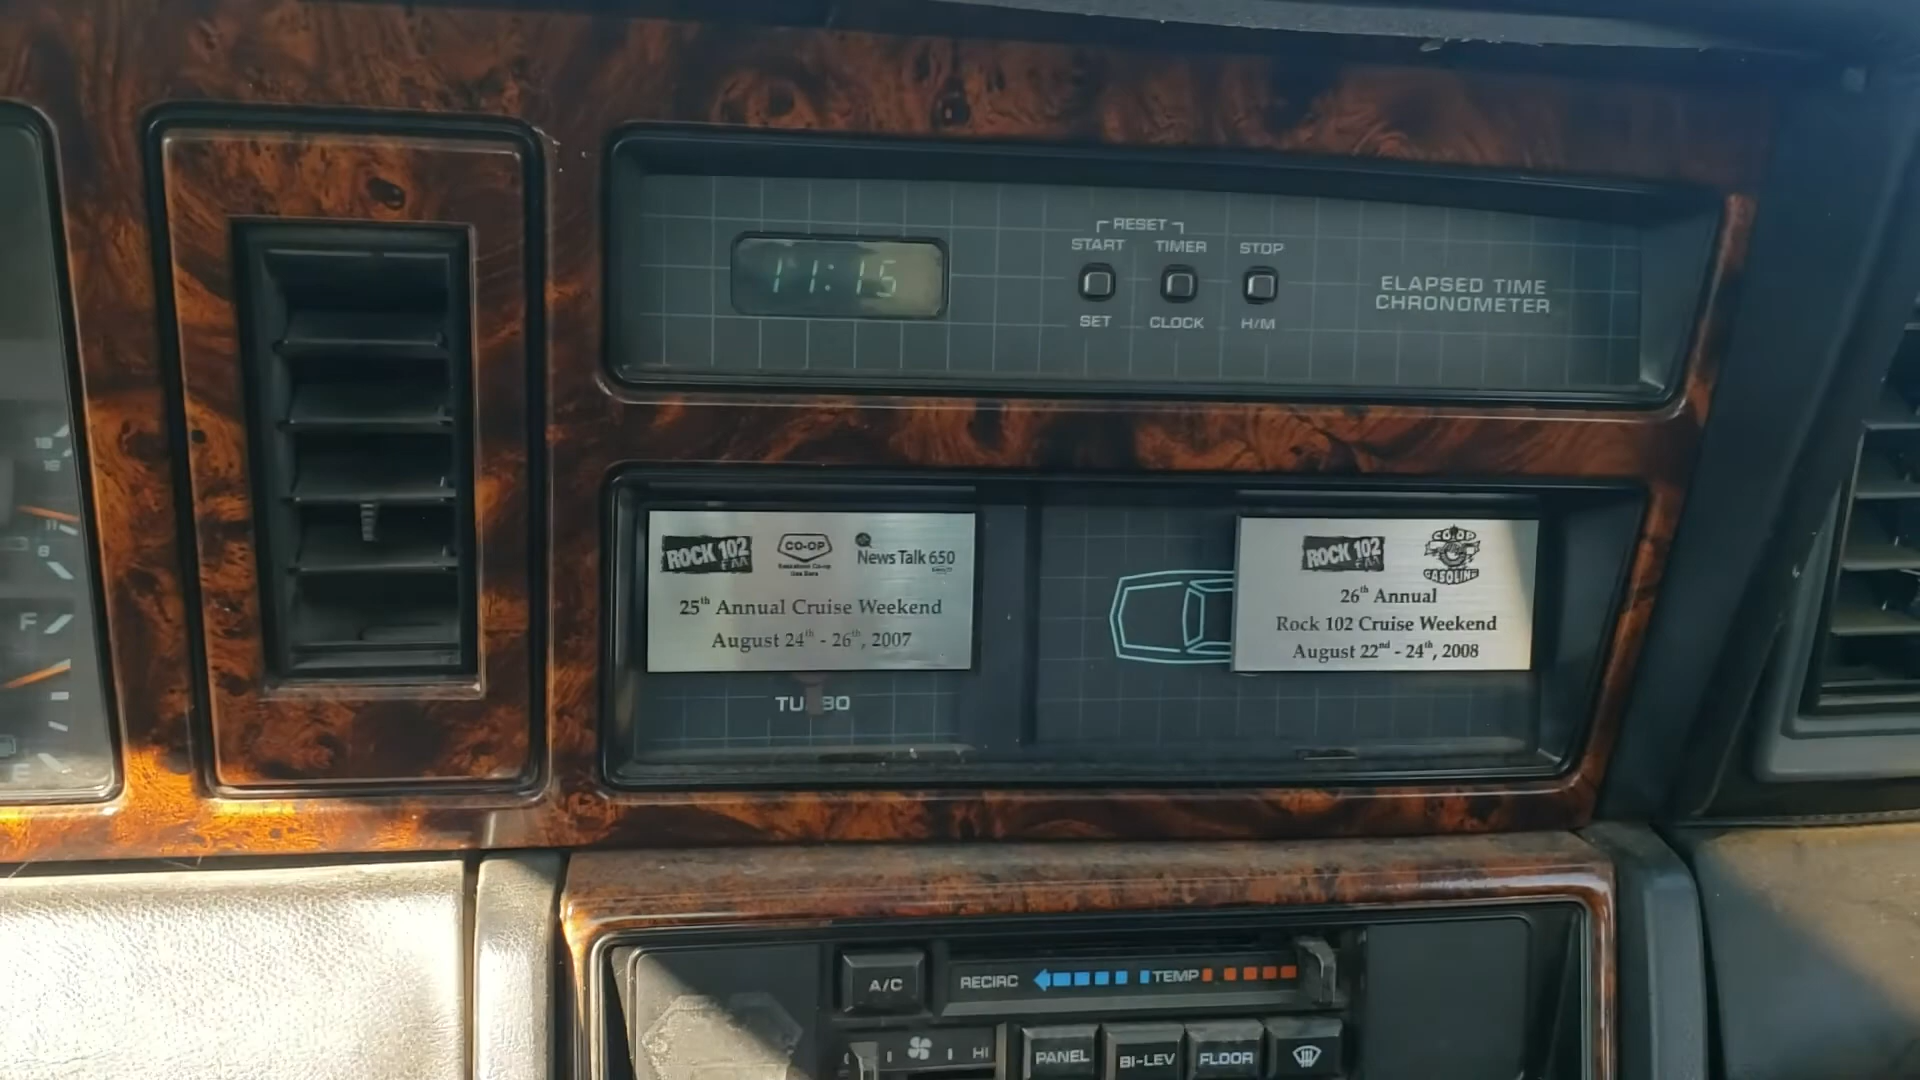 RESET
START TIMER STOP
11:15
ELAPSED TIME
CHRONOMETER
SET CLOCK H/M
ROCK 102 FM
CO-OP
News Talk 650
25th Annual Cruise Weekend
August 24th - 26th, 2007
TURBO
ROCK 102
CO-OP
GASOLINE
26th Annual
Rock 102 Cruise Weekend
August 22nd - 24th, 2008
F
E
A/C
RECIRC TEMP
HI
PANEL BI-LEV FLOOR